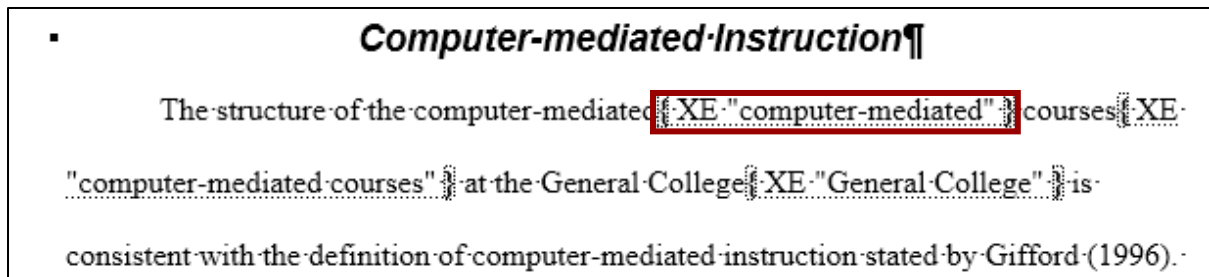 Computer-mediated·Instruction¶
The·structure·of·the·computer-mediated{·XE·"computer-mediated"·}·courses{·XE·
"computer-mediated·courses"·}·at·the·General·College{·XE·"General·College"·}·is·
consistent·with·the·definition·of·computer-mediated·instruction·stated·by·Gifford·(1996).·